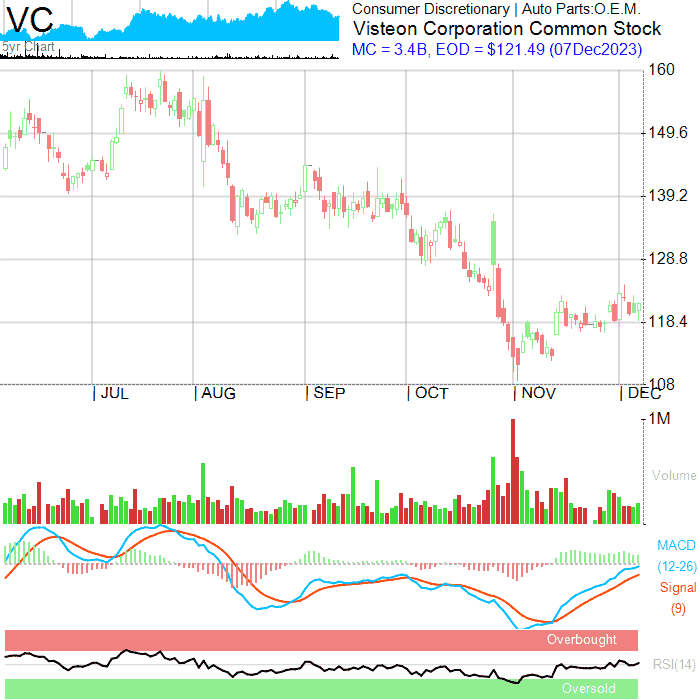 VC
5yr Chart
Consumer Discretionary | Auto Parts:O.E.M.
Visteon Corporation Common Stock
MC = 3.4B, EOD = $121.49 (07Dec2023)
160
149.6
139.2
128.8
118.4
108
| JUL | AUG | SEP | OCT | NOV | DEC
1M
Volume
MACD
(12-26)
Signal
(9)
Overbought
RSI(14)
Oversold